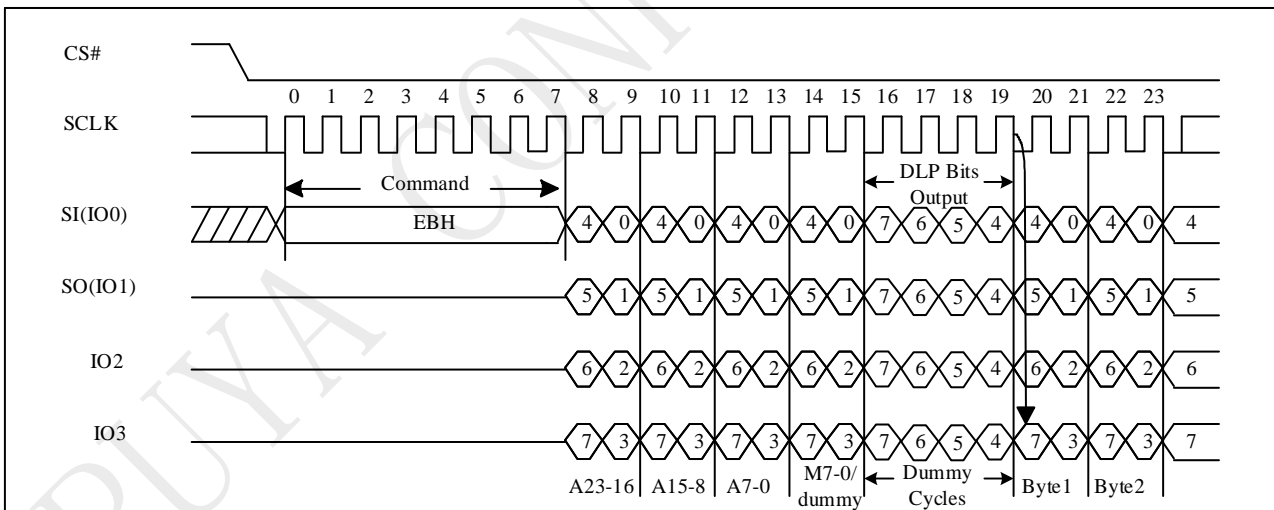 CS#
0 1 2 3 4 5 6 7 8 9 10 11 12 13 14 15 16 17 18 19 20 21 22 23
SCLK
Command
DLP Bits
Output
SI(IO0)
EBH
4 0 4 0 4 0 4 0 7 6 5 4 4 0 4 0 4
SO(IO1)
5 1 5 1 5 1 5 1 7 6 5 4 5 1 5 1 5
IO2
6 2 6 2 6 2 6 2 7 6 5 4 6 2 6 2 6
IO3
7 3 7 3 7 3 7 3 7 6 5 4 7 3 7 3 7
A23-16 A15-8 A7-0 M7-0/
dummy
Dummy
Cycles
Byte1 Byte2
PUYA